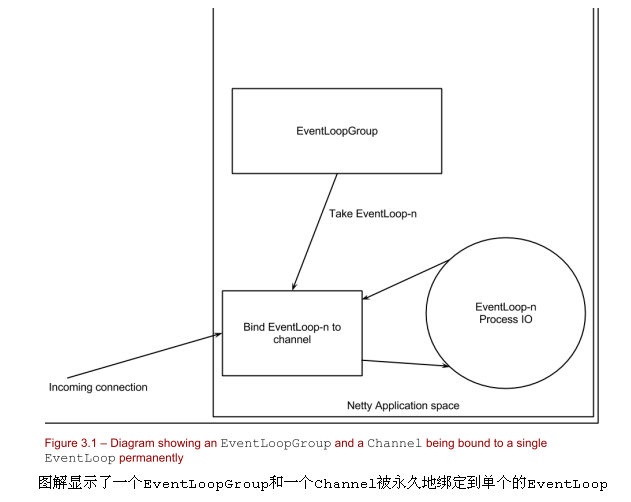 EventLoopGroup
Take EventLoop-n
Bind EventLoop-n to
channel
EventLoop-n
Process IO
Incoming connection
Netty Application space
Figure 3.1 – Diagram showing an EventLoopGroup and a Channel being bound to a single
EventLoop permanently
图解显示了一个EventLoopGroup和一个Channel被永久地绑定到单个的EventLoop